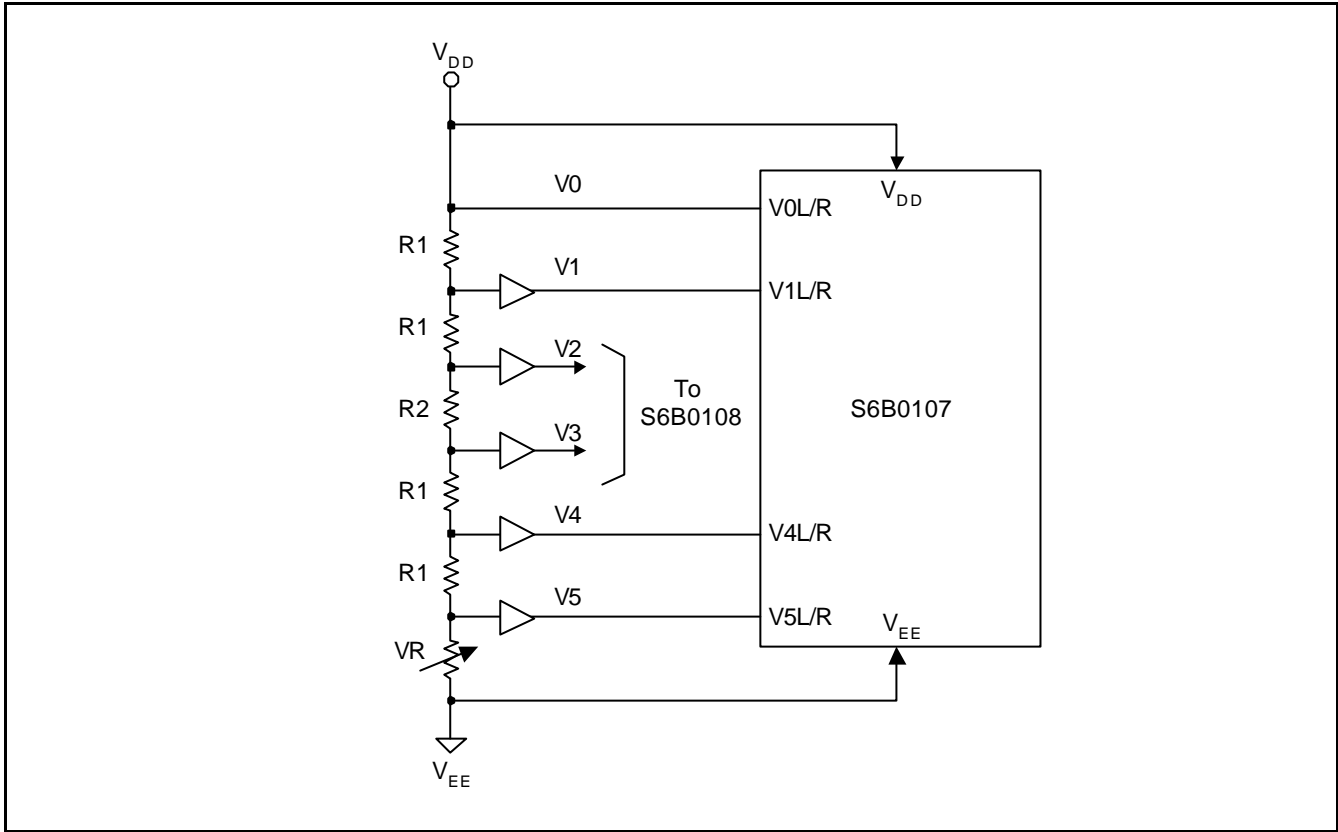 VDD
VDD
V0
V0L/R
R1
V1
V1L/R
R1
V2
To
S6B0108
R2
S6B0107
V3
R1
V4
V4L/R
R1
V5
V5L/R
VEE
VR
VEE